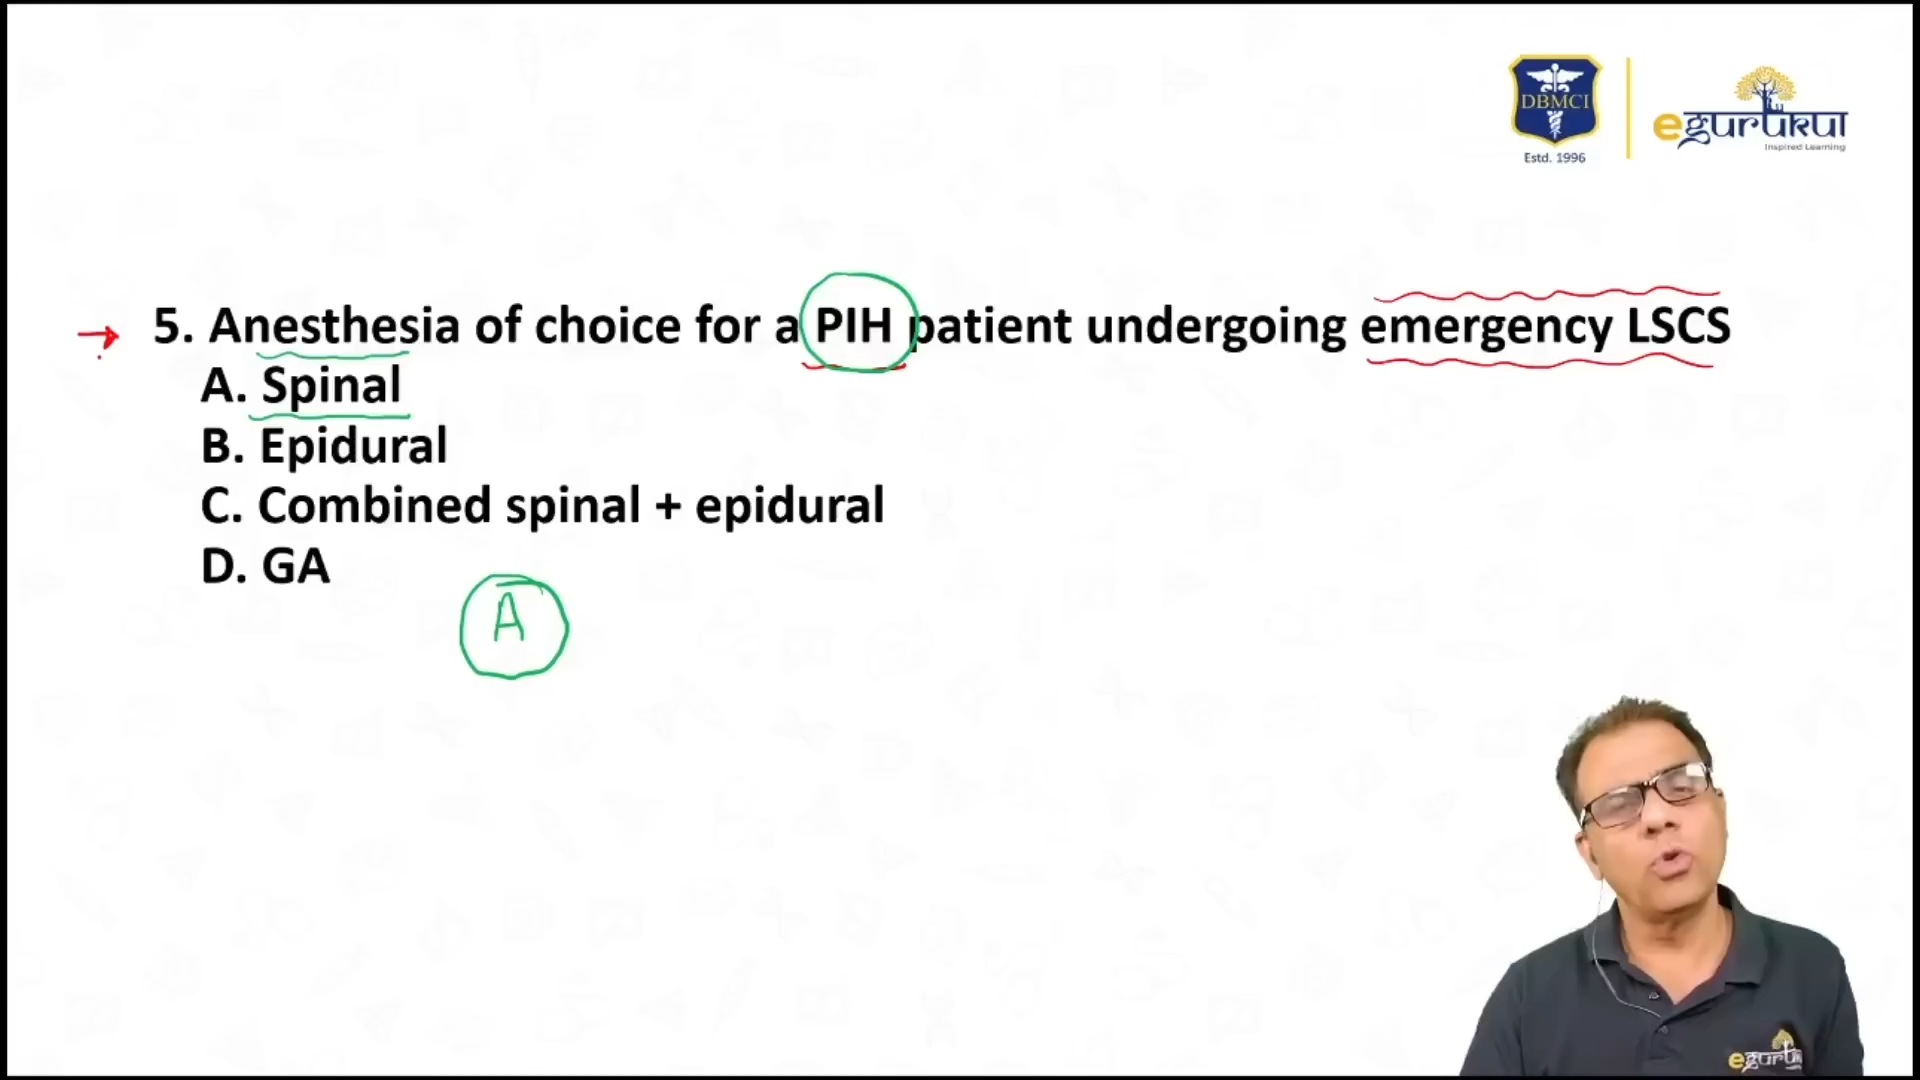 DBMCI
Estd. 1996
egurukul
Inspired Learning
5. Anesthesia of choice for a PIH patient undergoing emergency LSCS
A. Spinal
B. Epidural
C. Combined spinal + epidural
D. GA
A
eguruk